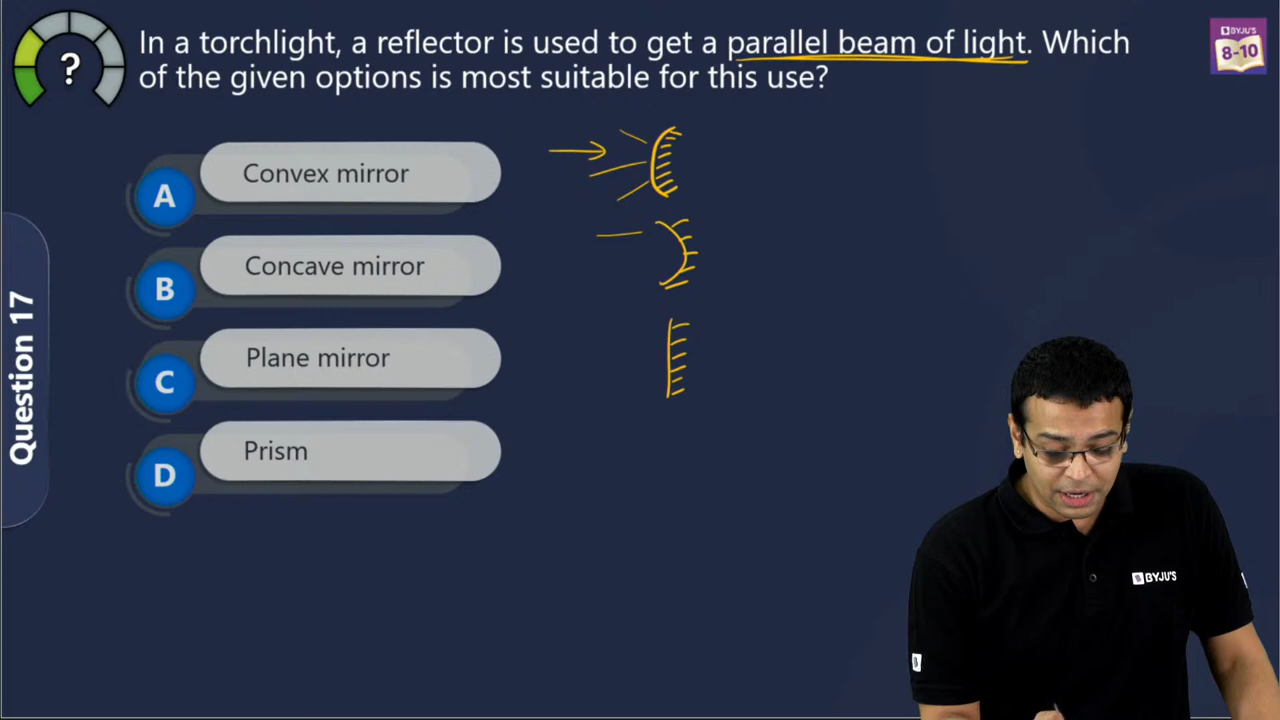 In a torchlight, a reflector is used to get a parallel beam of light. Which
of the given options is most suitable for this use?
?
BYJU'S
8-10
Question 17
A
Convex mirror
B
Concave mirror
C
Plane mirror
D
Prism
B BYJU'S
B